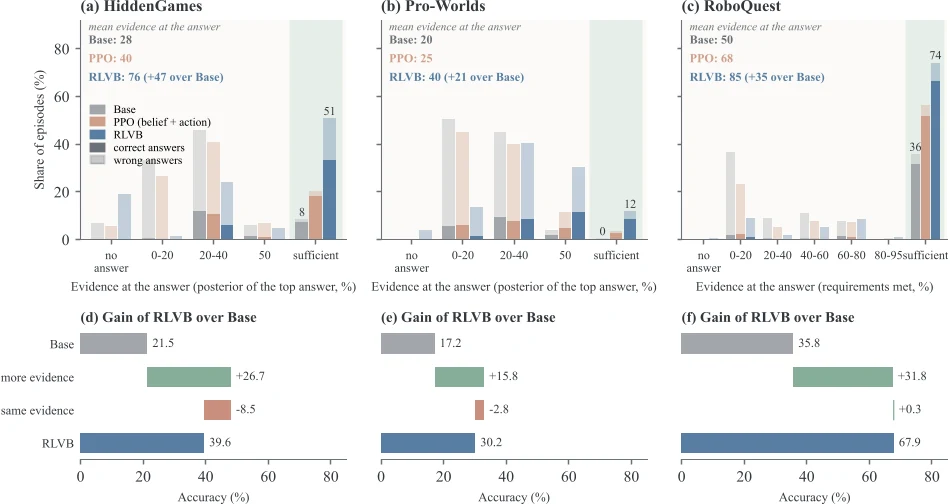 (a) HiddenGames
mean evidence at the answer
Base: 28
PPO: 40
RLVB: 76 (+47 over Base)
Base
PPO (belief + action)
RLVB
correct answers
wrong answers
8
51
Share of episodes (%)
80
60
40
20
0
no answer
0-20
20-40
50
sufficient
Evidence at the answer (posterior of the top answer, %)
(b) Pro-Worlds
mean evidence at the answer
Base: 20
PPO: 25
RLVB: 40 (+21 over Base)
0
12
no answer
0-20
20-40
50
sufficient
Evidence at the answer (posterior of the top answer, %)
(c) RoboQuest
mean evidence at the answer
Base: 50
PPO: 68
RLVB: 85 (+35 over Base)
36
74
no answer
0-20
20-40
40-60
60-80
80-95
sufficient
Evidence at the answer (requirements met, %)
(d) Gain of RLVB over Base
Base
21.5
more evidence
+26.7
same evidence
-8.5
RLVB
39.6
0 20 40 60 80
Accuracy (%)
(e) Gain of RLVB over Base
17.2
+15.8
-2.8
30.2
0 20 40 60 80
Accuracy (%)
(f) Gain of RLVB over Base
35.8
+31.8
+0.3
67.9
0 20 40 60 80
Accuracy (%)